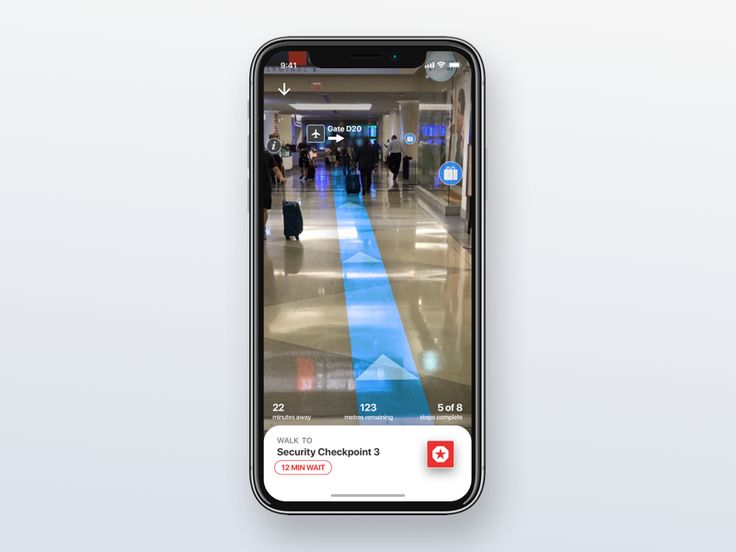 9:41
TERMINAL
Gate D20
i
22
minutes away
123
metres remaining
5 of 8
steps complete
WALK TO
Security Checkpoint 3
12 MIN WAIT